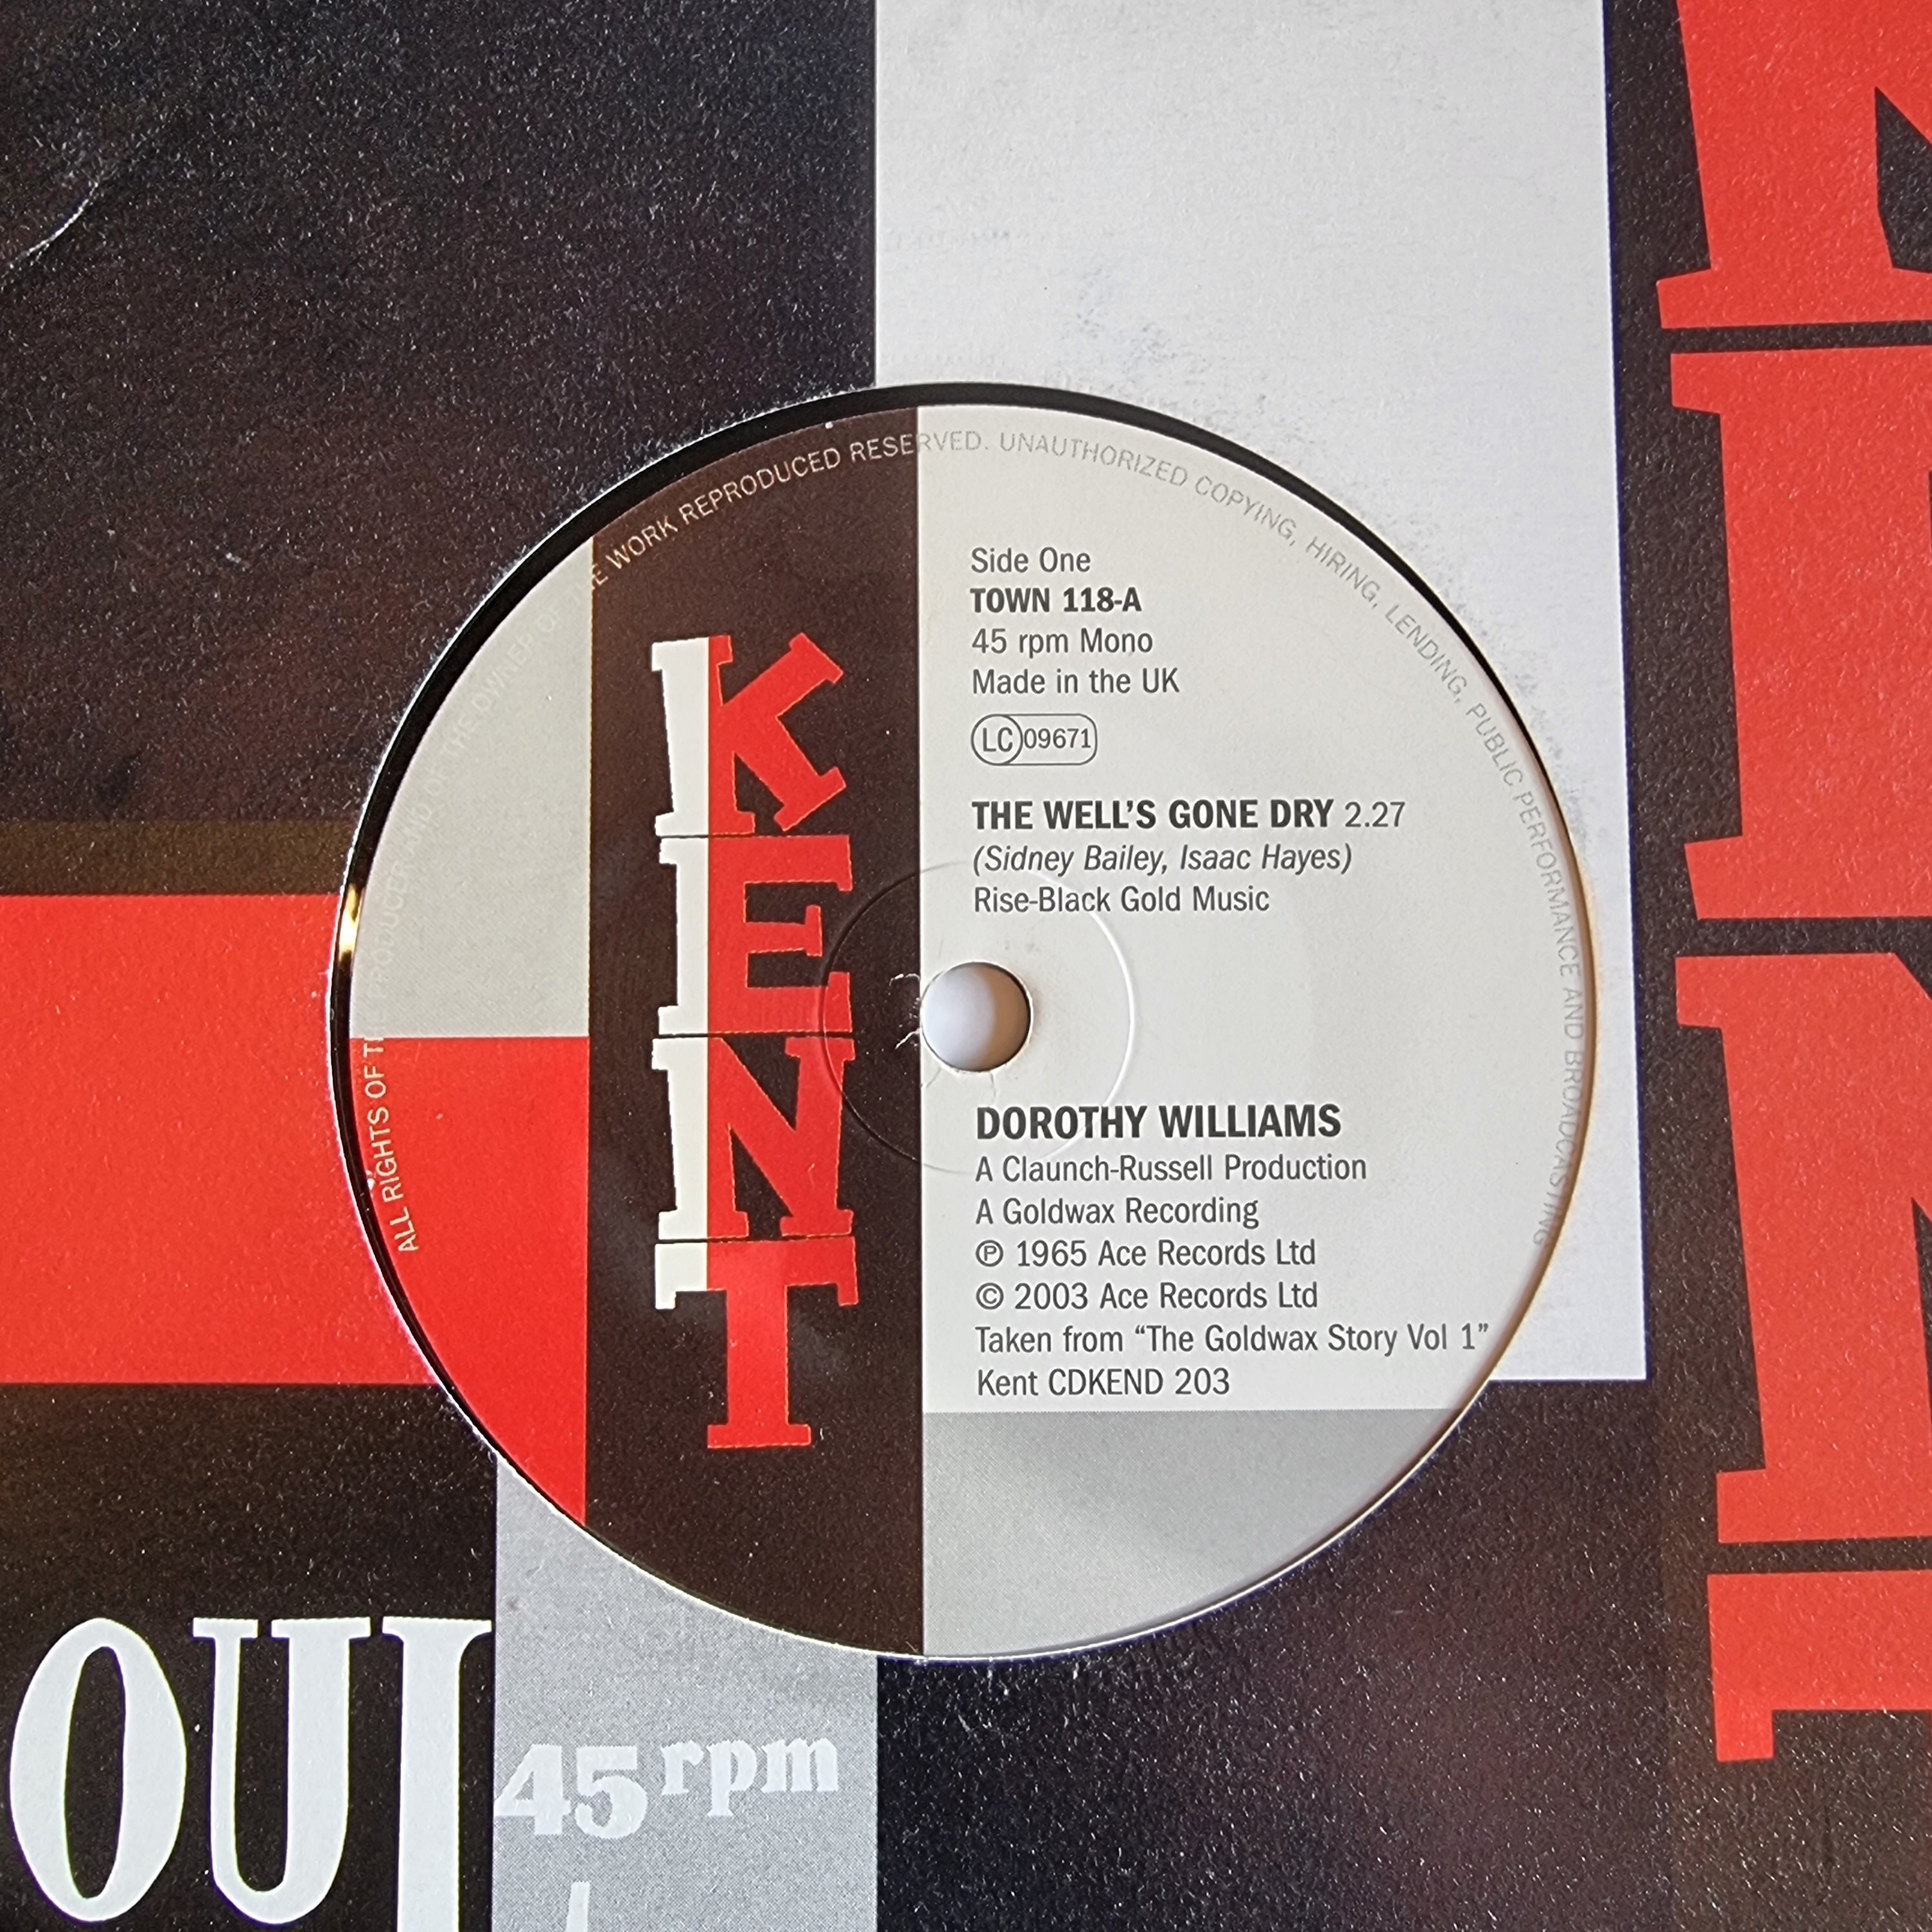 ALL RIGHTS OF THE PRODUCER AND OF THE OWNER OF THE WORK REPRODUCED RESERVED. UNAUTHORIZED COPYING, HIRING, LENDING, PUBLIC PERFORMANCE AND BROADCASTING
KENT
Side One
TOWN 118-A
45 rpm Mono
Made in the UK
LC 09671
THE WELL'S GONE DRY 2.27
(Sidney Bailey, Isaac Hayes)
Rise-Black Gold Music
DOROTHY WILLIAMS
A Claunch-Russell Production
A Goldwax Recording
℗ 1965 Ace Records Ltd
© 2003 Ace Records Ltd
Taken from “The Goldwax Story Vol 1”
Kent CDKEND 203
45 rpm